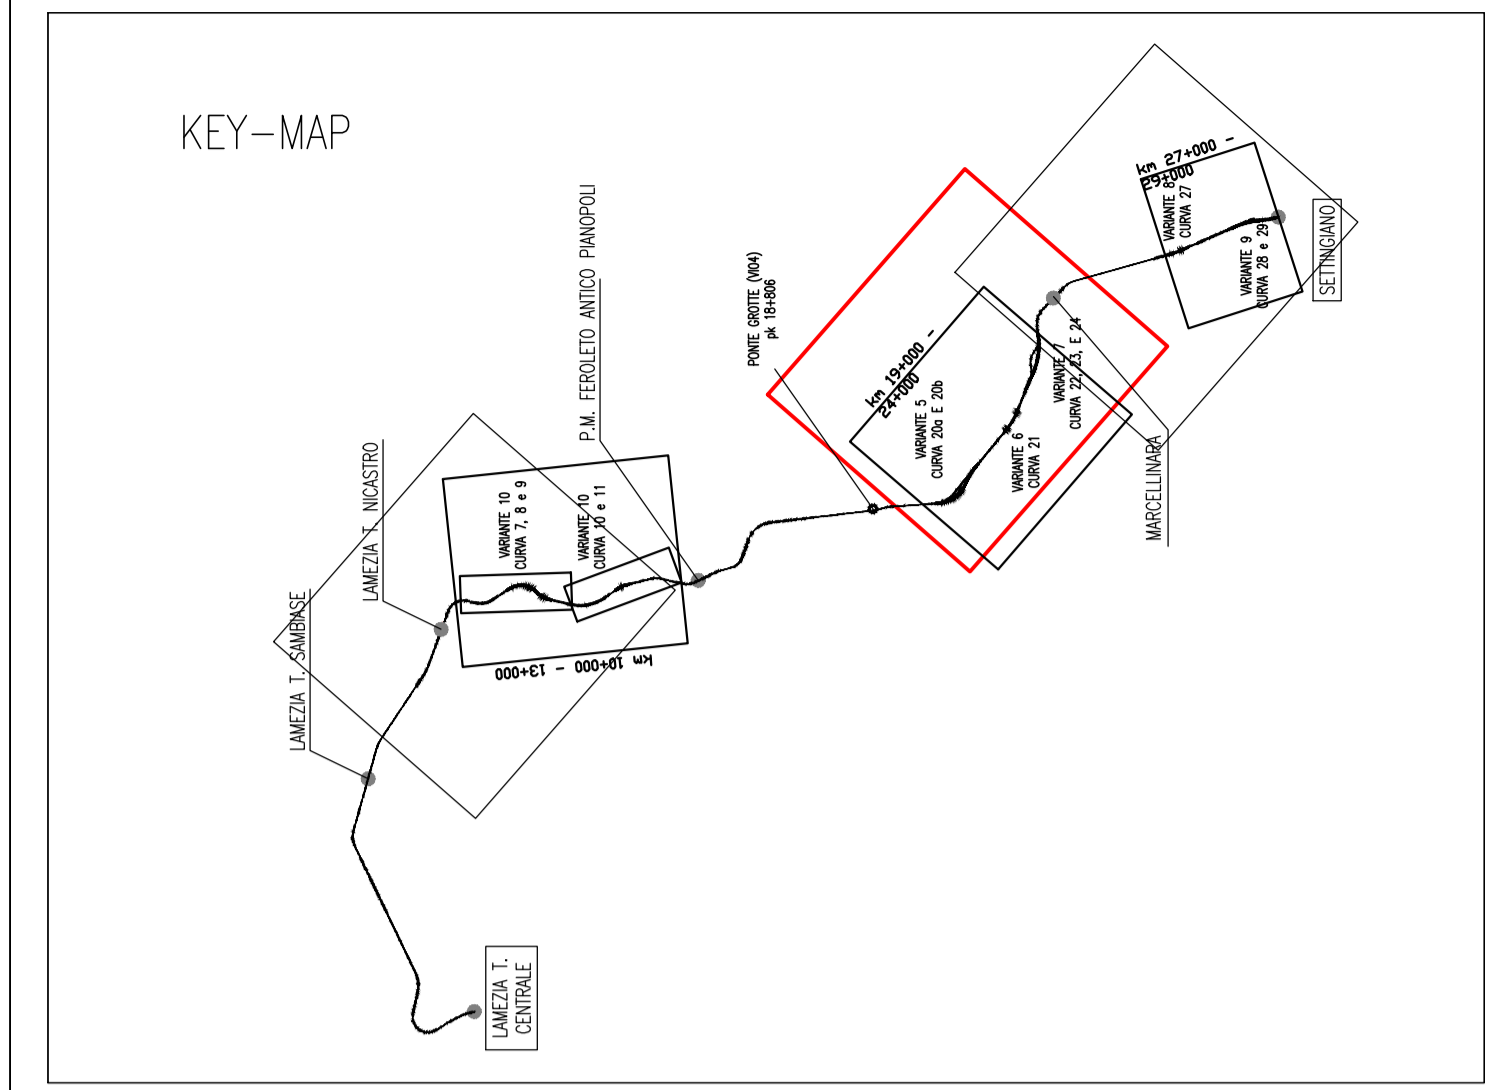 KEY-MAP
LAMEZIA T. SAMBIASE
LAMEZIA T. NICASTRO
P.M. FEROLETO ANTICO PIANOPOLI
VARIANTE 10
CURVA 7, 8 e 9
VARIANTE 10
CURVA 10 e 11
km 10+000 - 13+000
LAMEZIA T.
CENTRALE
PONTE GROTTE (VI04)
pk 18+806
km 19+000 -
24+000
VARIANTE 5
CURVA 20a E 20b
VARIANTE 6
CURVA 21
VARIANTE 7
CURVA 22, 23, E 24
MARCELLINARA
km 27+000 -
29+000
VARIANTE 8
CURVA 27
VARIANTE 9
CURVA 28 e 29
SETTINGIANO